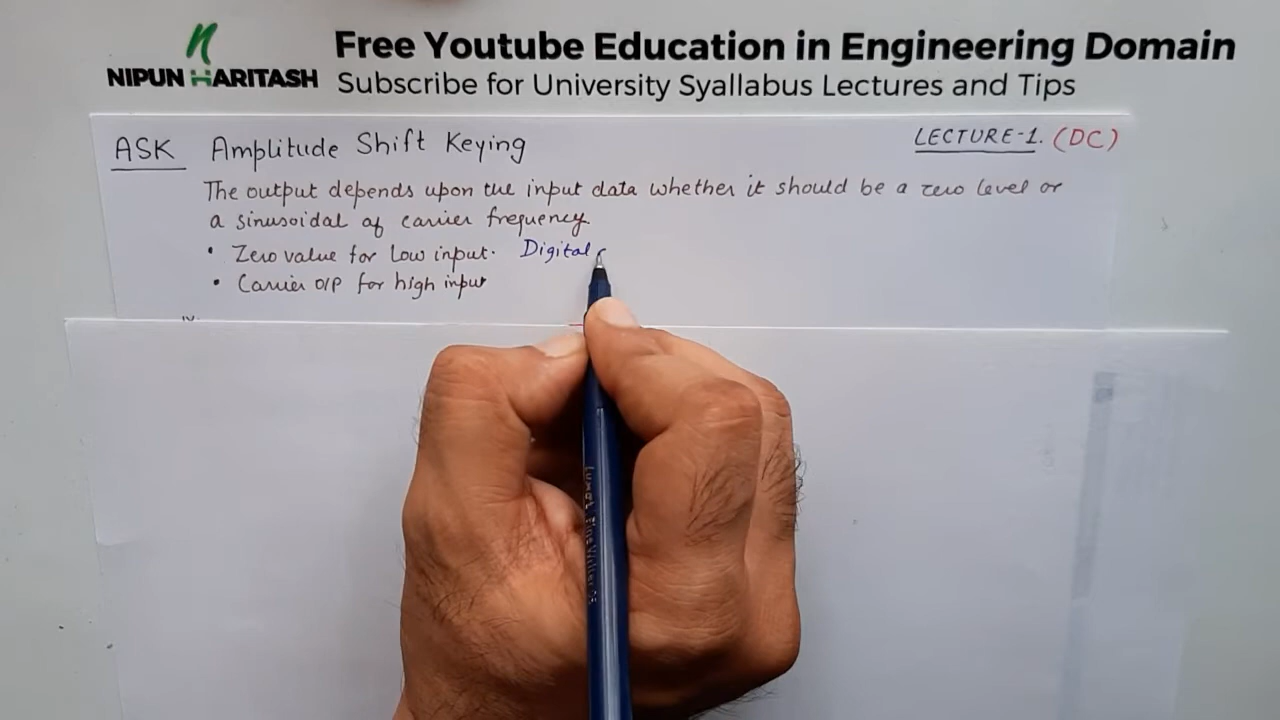 NIPUN HARITASH
Free Youtube Education in Engineering Domain
Subscribe for University Syallabus Lectures and Tips
ASK Amplitude Shift Keying
LECTURE-1. (DC)
The output depends upon the input data whether it should be a zero level or
a sinusoidal of carrier frequency.
• Zero value for Low input. Digital
• Carrier O/P for high input